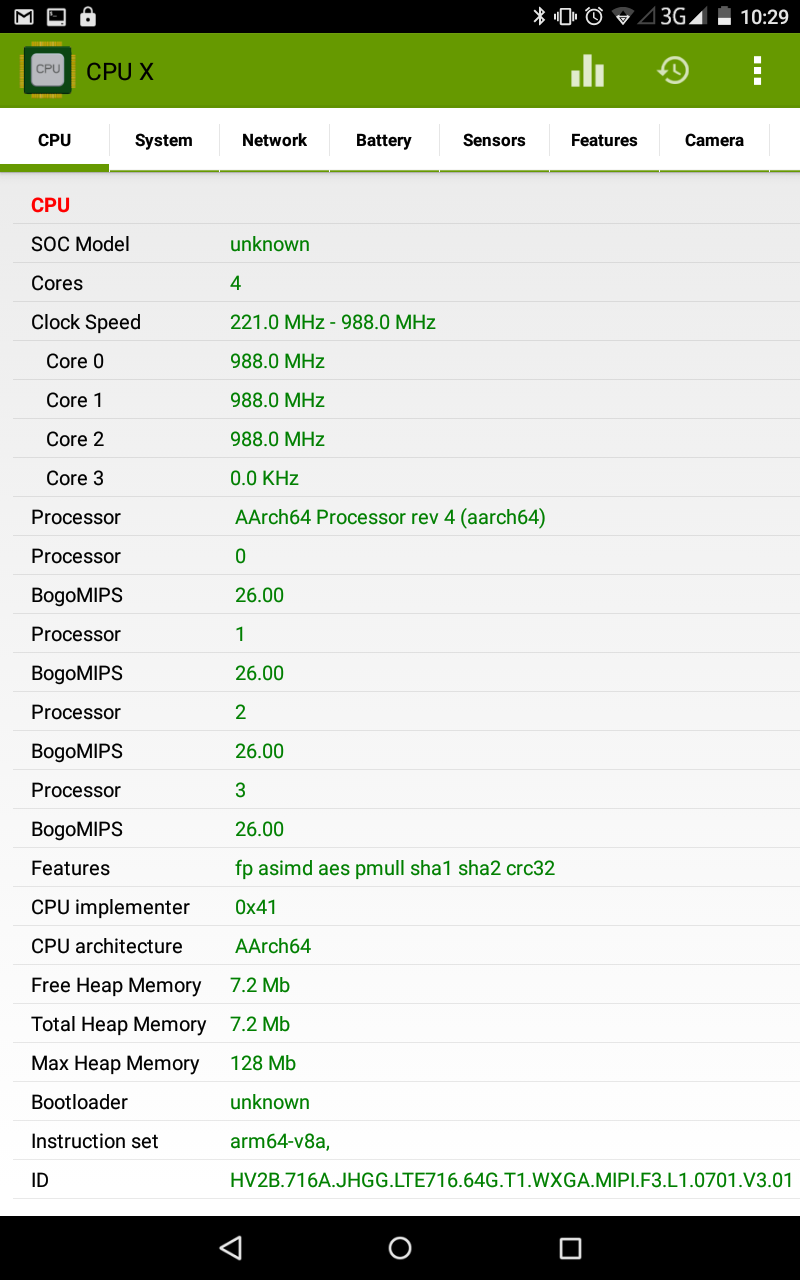 3G 10:29
CPU CPU X
CPU System Network Battery Sensors Features Camera
CPU
SOC Model unknown
Cores 4
Clock Speed 221.0 MHz - 988.0 MHz
Core 0 988.0 MHz
Core 1 988.0 MHz
Core 2 988.0 MHz
Core 3 0.0 KHz
Processor AArch64 Processor rev 4 (aarch64)
Processor 0
BogoMIPS 26.00
Processor 1
BogoMIPS 26.00
Processor 2
BogoMIPS 26.00
Processor 3
BogoMIPS 26.00
Features fp asimd aes pmull sha1 sha2 crc32
CPU implementer 0x41
CPU architecture AArch64
Free Heap Memory 7.2 Mb
Total Heap Memory 7.2 Mb
Max Heap Memory 128 Mb
Bootloader unknown
Instruction set arm64-v8a,
ID HV2B.716A.JHGG.LTE716.64G.T1.WXGA.MIPI.F3.L1.0701.V3.01